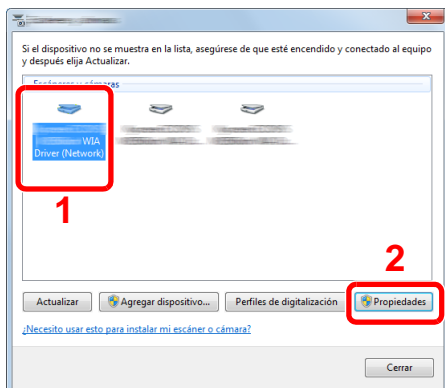 Si el dispositivo no se muestra en la lista, asegúrese de que esté encendido y conectado al equipo
y después elija Actualizar.
Escáneres y cámaras
WIA
Driver (Network)
1
2
Actualizar
Agregar dispositivo...
Perfiles de digitalización
Propiedades
¿Necesito usar esto para instalar mi escáner o cámara?
Cerrar